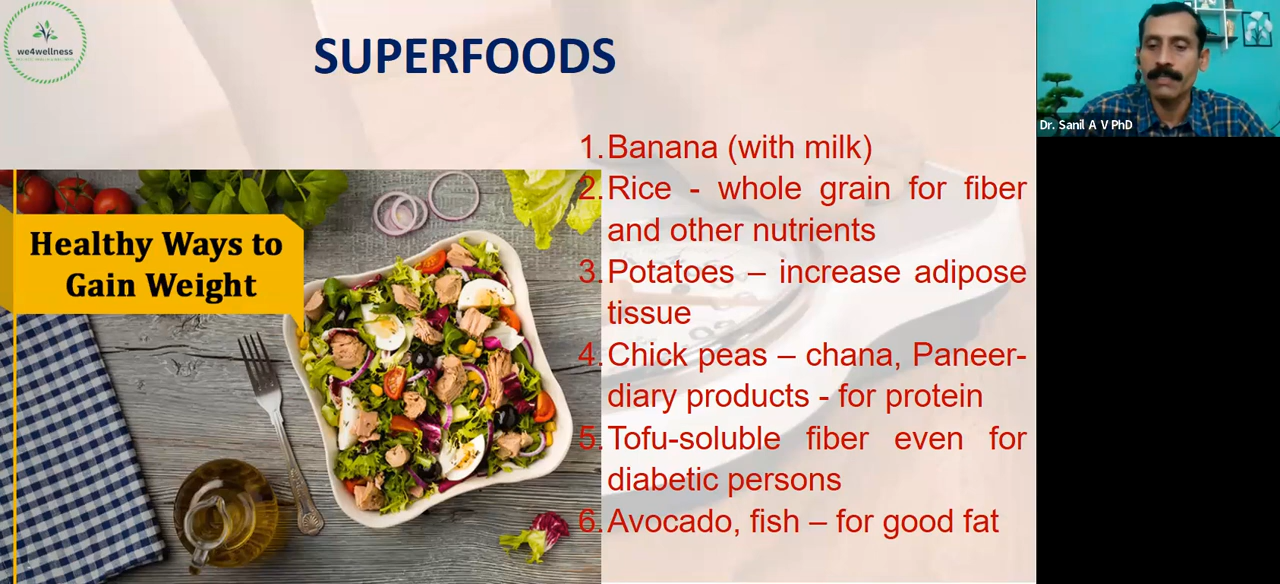 we4wellness
SUPERFOODS
Dr. Sanil A V PhD
Healthy Ways to
Gain Weight
1. Banana (with milk)
2. Rice - whole grain for fiber
and other nutrients
3. Potatoes – increase adipose
tissue
4. Chick peas – chana, Paneer-
diary products - for protein
5. Tofu-soluble fiber even for
diabetic persons
6. Avocado, fish – for good fat